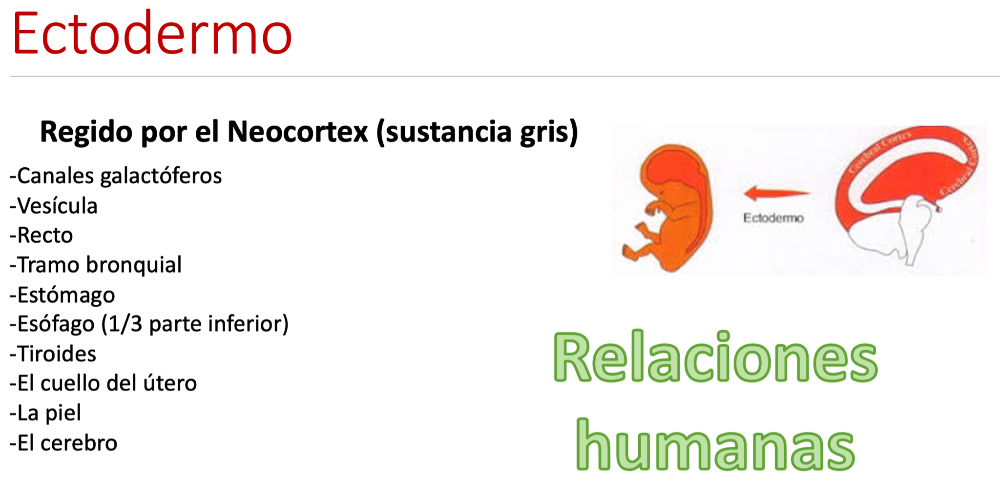 Ectodermo
Regido por el Neocortex (sustancia gris)
-Canales galactóferos
-Vesícula
-Recto
-Tramo bronquial
-Estómago
-Esófago (1/3 parte inferior)
-Tiroides
-El cuello del útero
-La piel
-El cerebro
Ectodermo
Cerebral Cortex
Cerebral Cortex
Relaciones
humanas